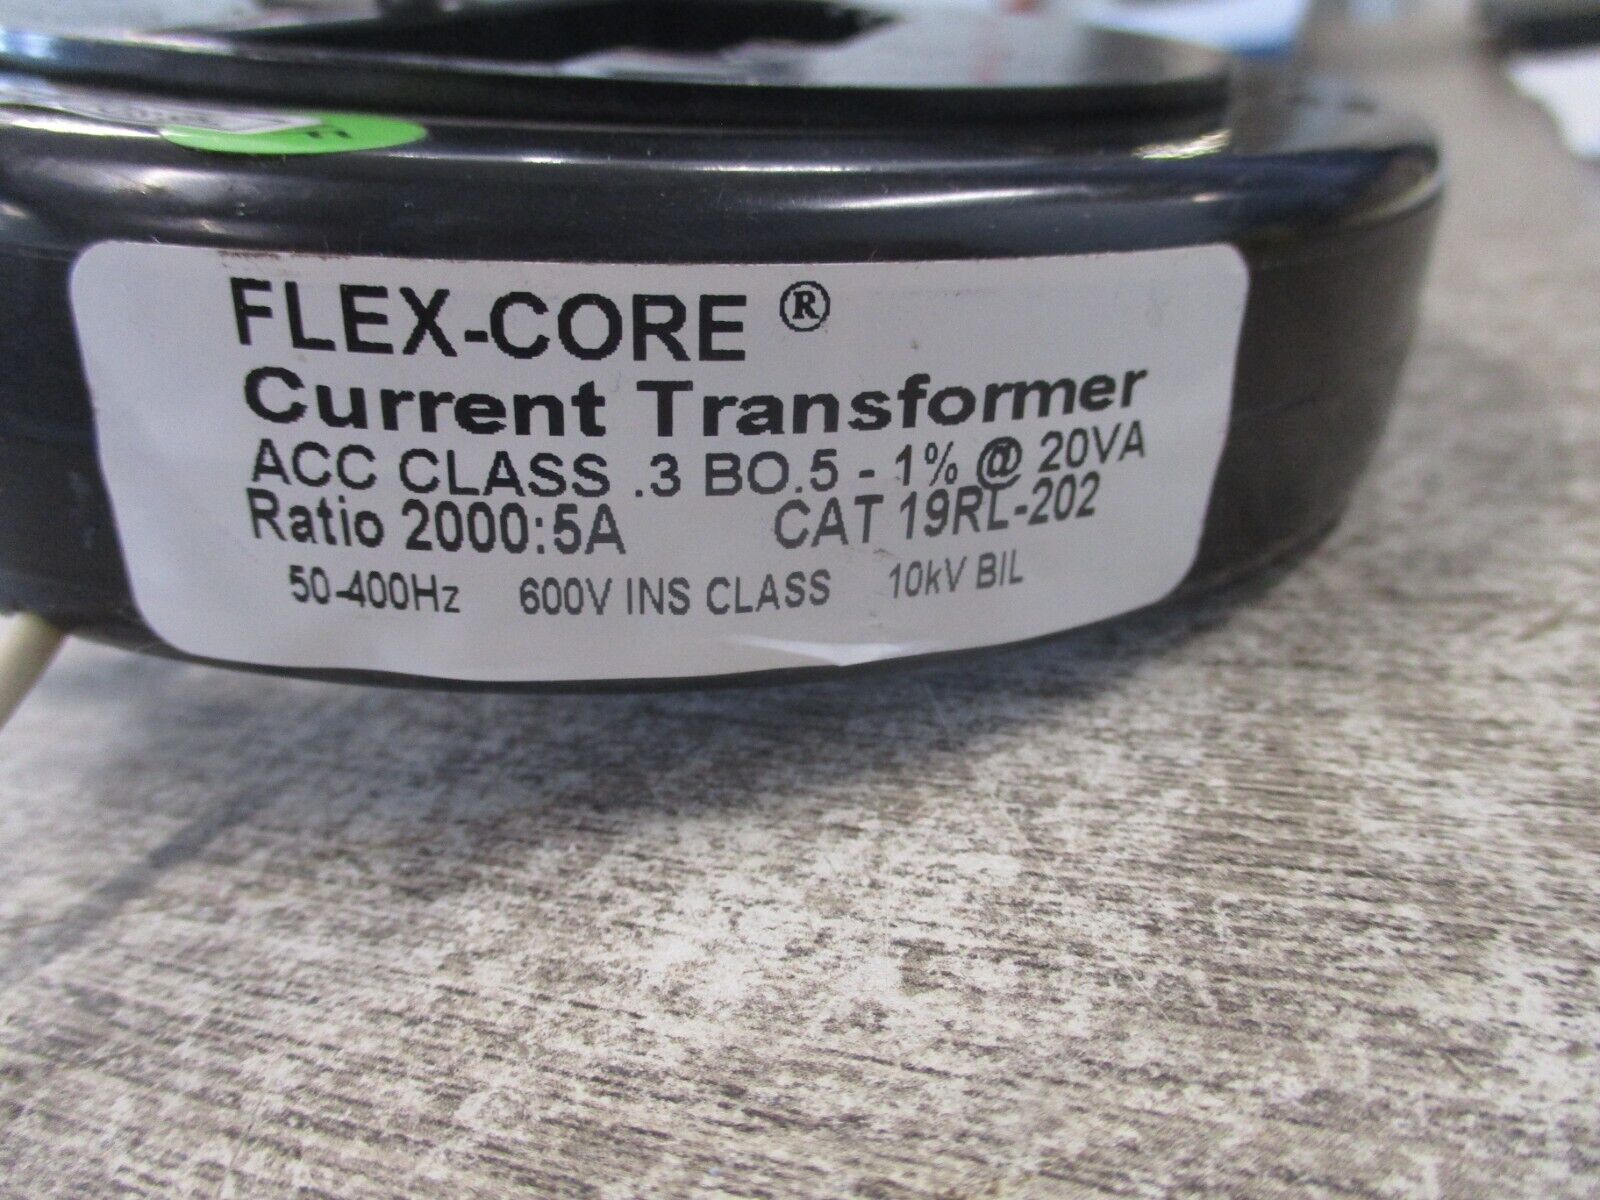 FLEX-CORE ®
Current Transformer
ACC CLASS .3 BO.5 - 1% @ 20VA
Ratio 2000:5A CAT 19RL-202
50-400Hz 600V INS CLASS 10kV BIL